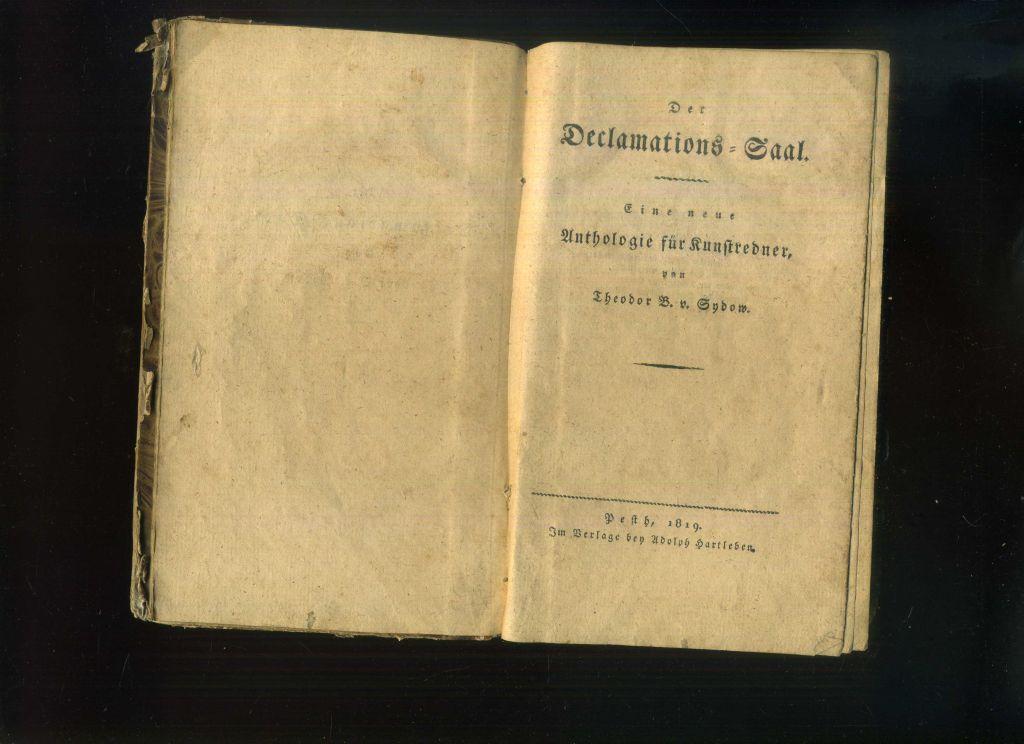 Der
Declamations=Saal.
Eine neue
Anthologie für Kunstredner,
von
Theodor B. v. Sydow.
Pesth, 1819.
Im Verlage bey Adolph Hartleben.